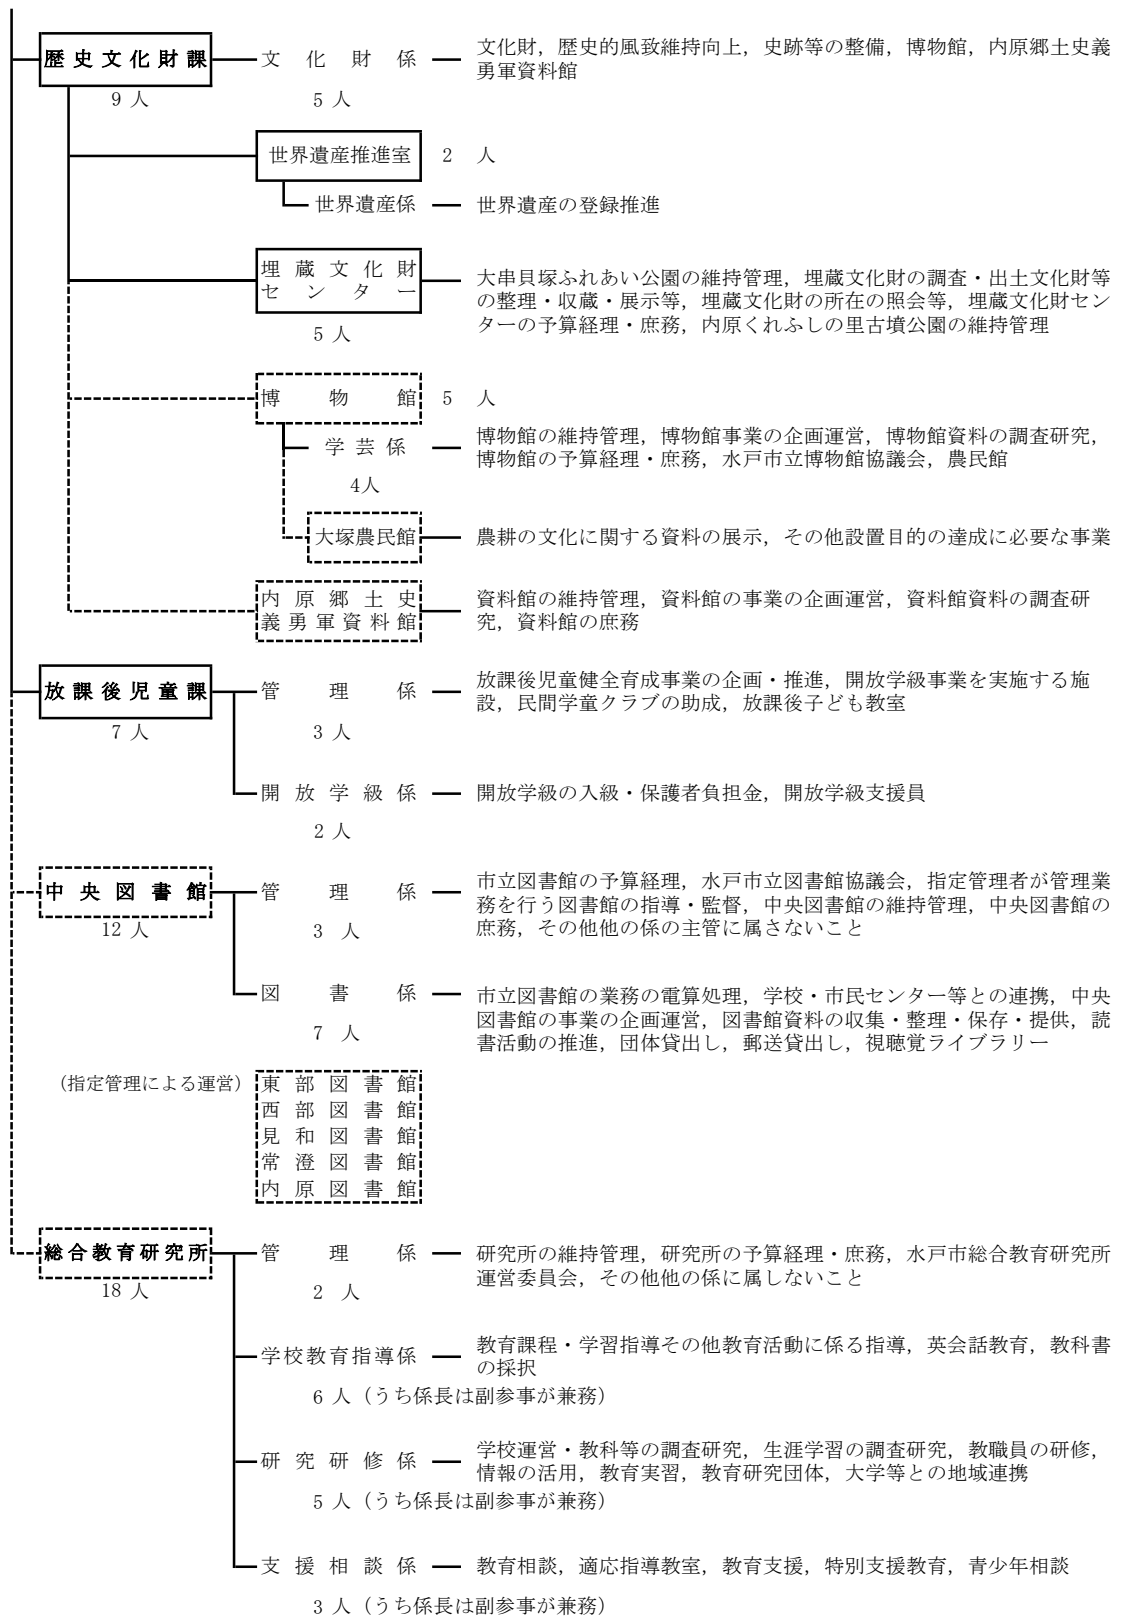 歴史文化財課
文化財係
文化財，歴史的風致維持向上，史跡等の整備，博物館，内原郷土史義
勇軍資料館
9 人
5 人
世界遺産推進室
2 人
世界遺産係
世界遺産の登録推進
埋蔵文化財
センター
大串貝塚ふれあい公園の維持管理，埋蔵文化財の調査・出土文化財等
の整理・収蔵・展示等，埋蔵文化財の所在の照会等，埋蔵文化財セン
ターの予算経理・庶務，内原くれふしの里古墳公園の維持管理
5 人
博物館
5 人
学芸係
博物館の維持管理，博物館事業の企画運営，博物館資料の調査研究，
博物館の予算経理・庶務，水戸市立博物館協議会，農民館
4人
大塚農民館
農耕の文化に関する資料の展示，その他設置目的の達成に必要な事業
内原郷土史
義勇軍資料館
資料館の維持管理，資料館の事業の企画運営，資料館資料の調査研
究，資料館の庶務
放課後児童課
管理係
放課後児童健全育成事業の企画・推進，開放学級事業を実施する施
設，民間学童クラブの助成，放課後子ども教室
7 人
3 人
開放学級係
開放学級の入級・保護者負担金，開放学級支援員
2 人
中央図書館
管理係
市立図書館の予算経理，水戸市立図書館協議会，指定管理者が管理業
務を行う図書館の指導・監督，中央図書館の維持管理，中央図書館の
庶務，その他他の係の主管に属さないこと
12 人
3 人
図書係
市立図書館の業務の電算処理，学校・市民センター等との連携，中央
図書館の事業の企画運営，図書館資料の収集・整理・保存・提供，読
書活動の推進，団体貸出し，郵送貸出し，視聴覚ライブラリー
7 人
（指定管理による運営）
東部図書館
西部図書館
見和図書館
常澄図書館
内原図書館
総合教育研究所
管理係
研究所の維持管理，研究所の予算経理・庶務，水戸市総合教育研究所
運営委員会，その他他の係に属しないこと
18 人
2 人
学校教育指導係
教育課程・学習指導その他教育活動に係る指導，英会話教育，教科書
の採択
6 人（うち係長は副参事が兼務）
研究研修係
学校運営・教科等の調査研究，生涯学習の調査研究，教職員の研修，
情報の活用，教育実習，教育研究団体，大学等との地域連携
5 人（うち係長は副参事が兼務）
支援相談係
教育相談，適応指導教室，教育支援，特別支援教育，青少年相談
3 人（うち係長は副参事が兼務）